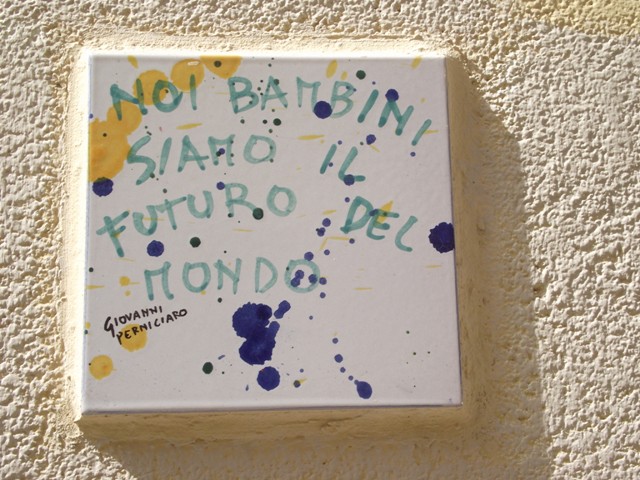 NOI BAMBINI
SIAMO IL
FUTURO DEL
MONDO
GIOVANNI
PERNICIARO